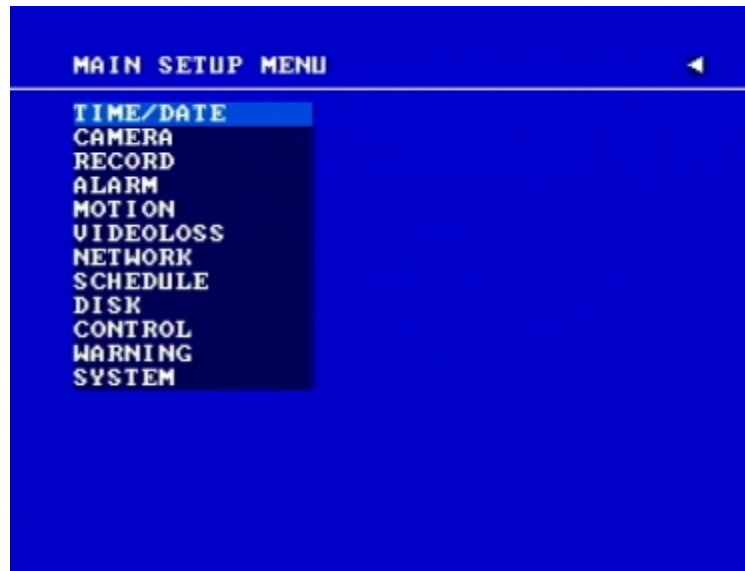 MAIN SETUP MENU
TIME/DATE
CAMERA
RECORD
ALARM
MOTION
VIDEOLOSS
NETWORK
SCHEDULE
DISK
CONTROL
WARNING
SYSTEM